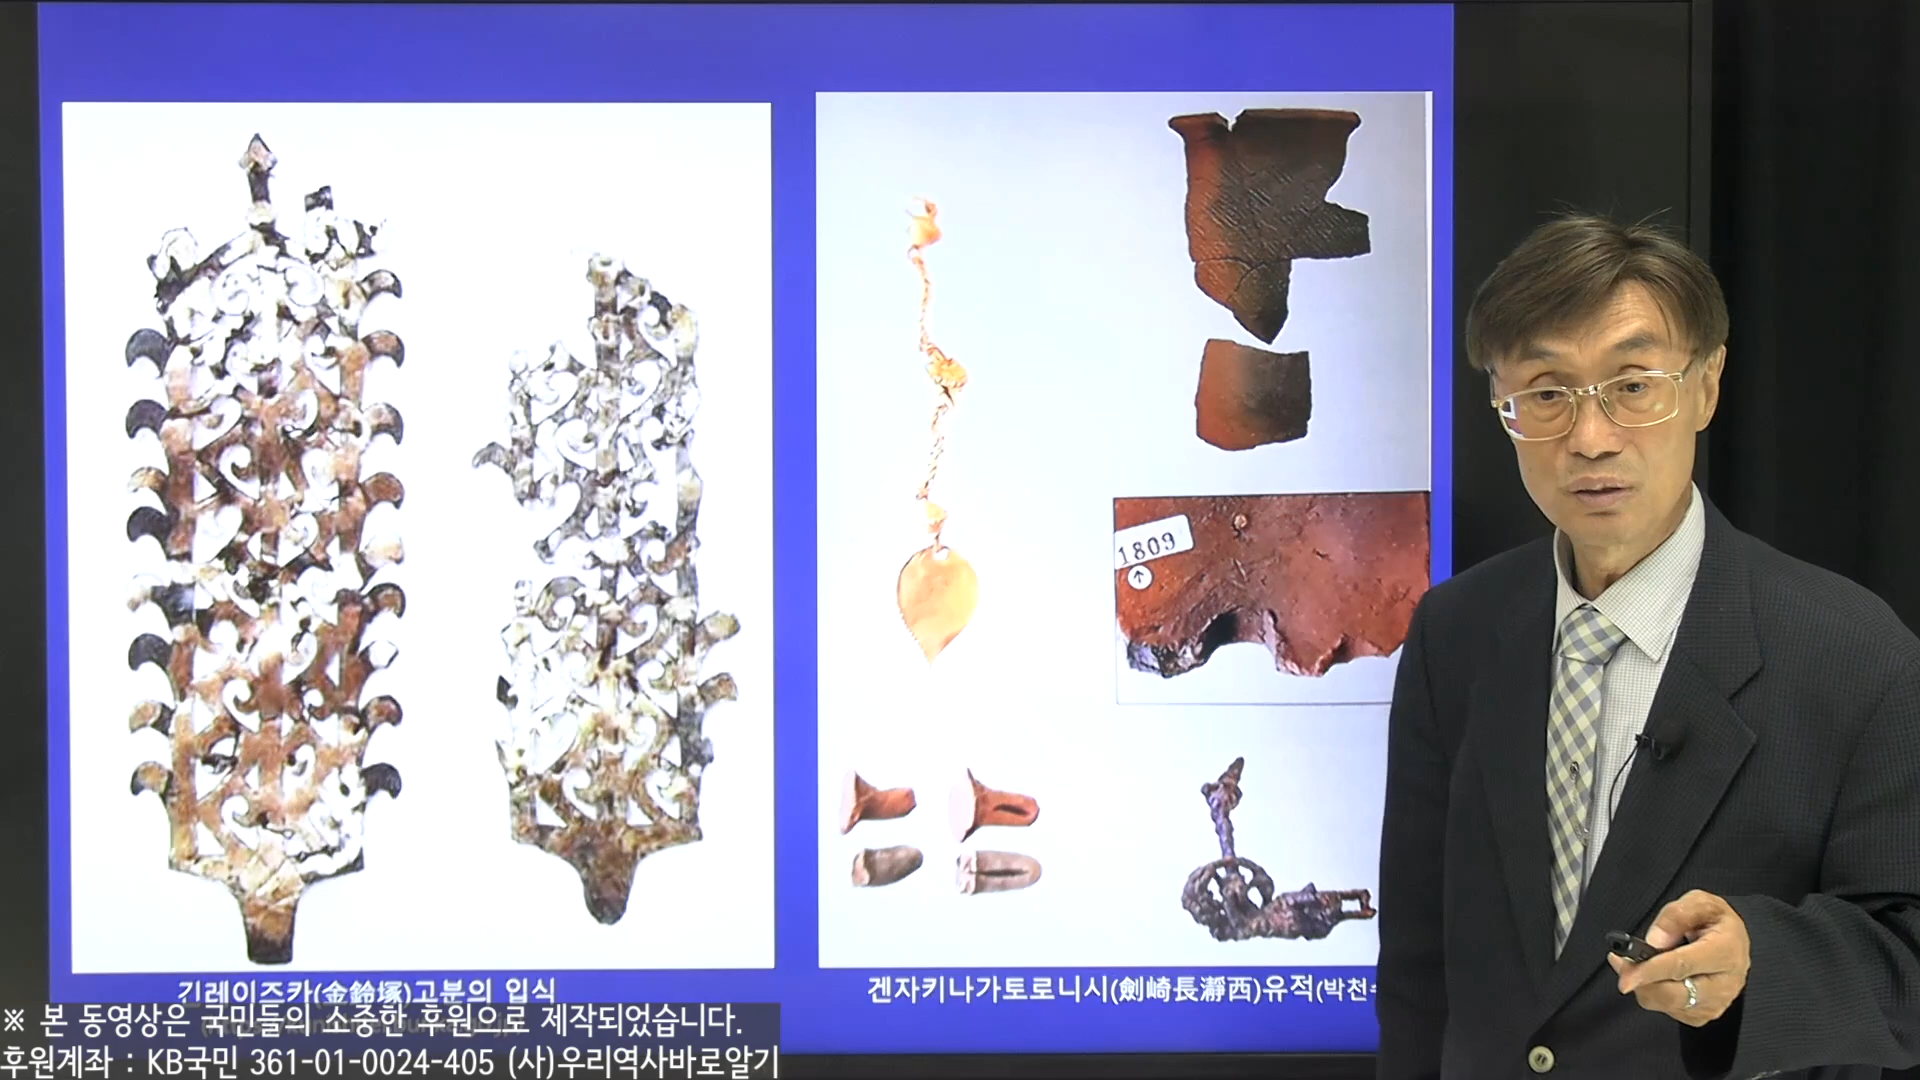 1809
긴레이즈카(金鈴塚)고분의 입식
겐자키나가토로니시(劍崎長瀞西)유적(박천
※ 본 동영상은 국민들의 소중한 후원으로 제작되었습니다.
후원계좌 : KB국민 361-01-0024-405 (사)우리역사바로알기